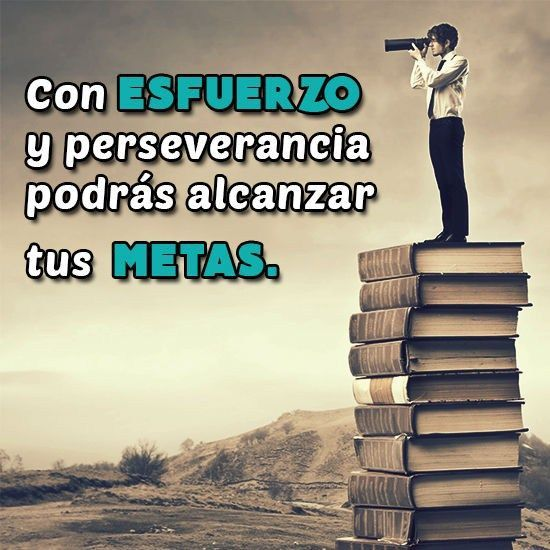 Con ESFUERZO
y perseverancia
podrás alcanzar
tus METAS.